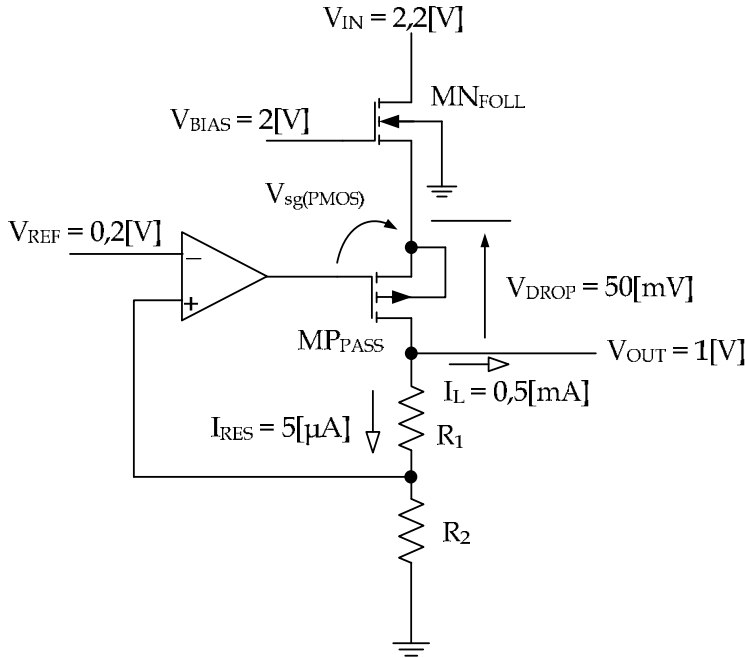 V_IN = 2,2[V]
MN_FOLL
V_BIAS = 2[V]
V_sg(PMOS)
V_REF = 0,2[V]
−
+
V_DROP = 50[mV]
MP_PASS
V_OUT = 1[V]
I_L = 0,5[mA]
I_RES = 5[µA]
R_1
R_2